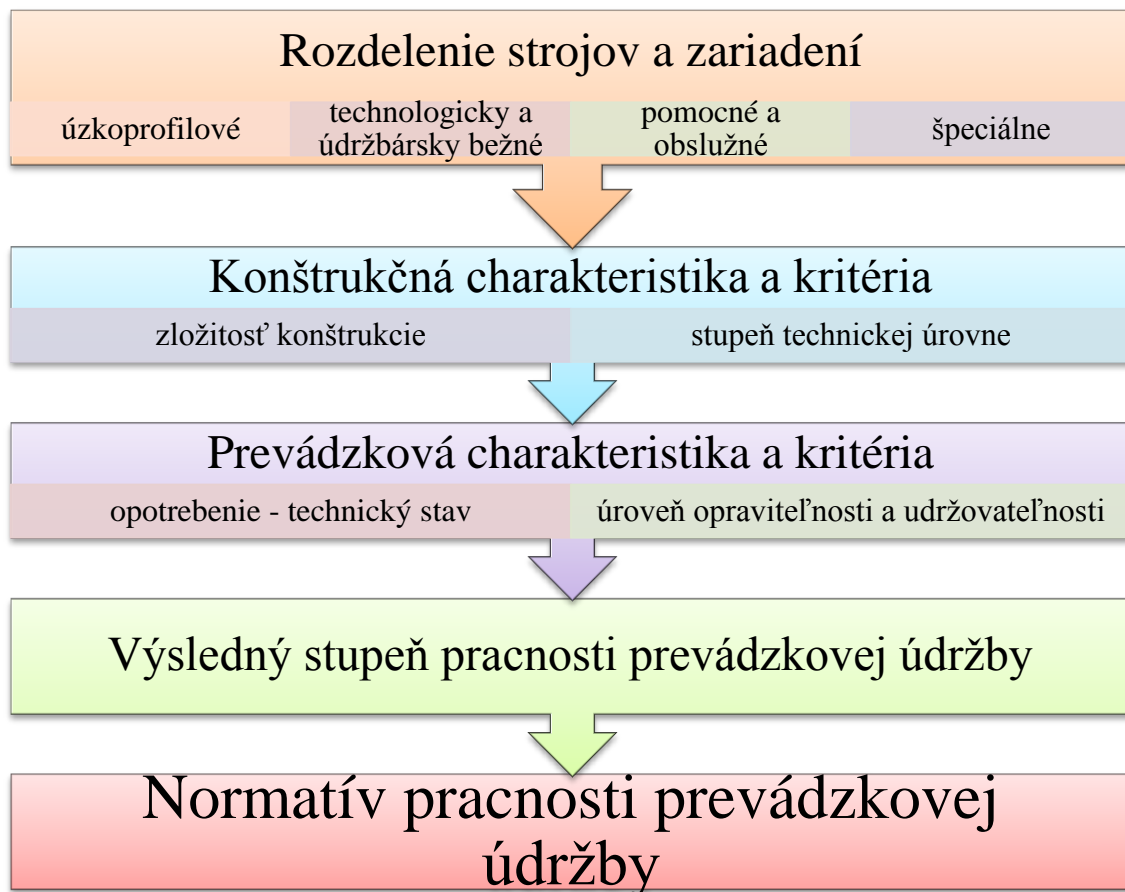 Rozdelenie strojov a zariadení
úzkoprofilové
technologicky a
údržbársky bežné
pomocné a
obslužné
špeciálne
Konštrukčná charakteristika a kritéria
zložitosť konštrukcie
stupeň technickej úrovne
Prevádzková charakteristika a kritéria
opotrebenie - technický stav
úroveň opraviteľnosti a udržovateľnosti
Výsledný stupeň pracnosti prevádzkovej údržby
Normatív pracnosti prevádzkovej
údržby